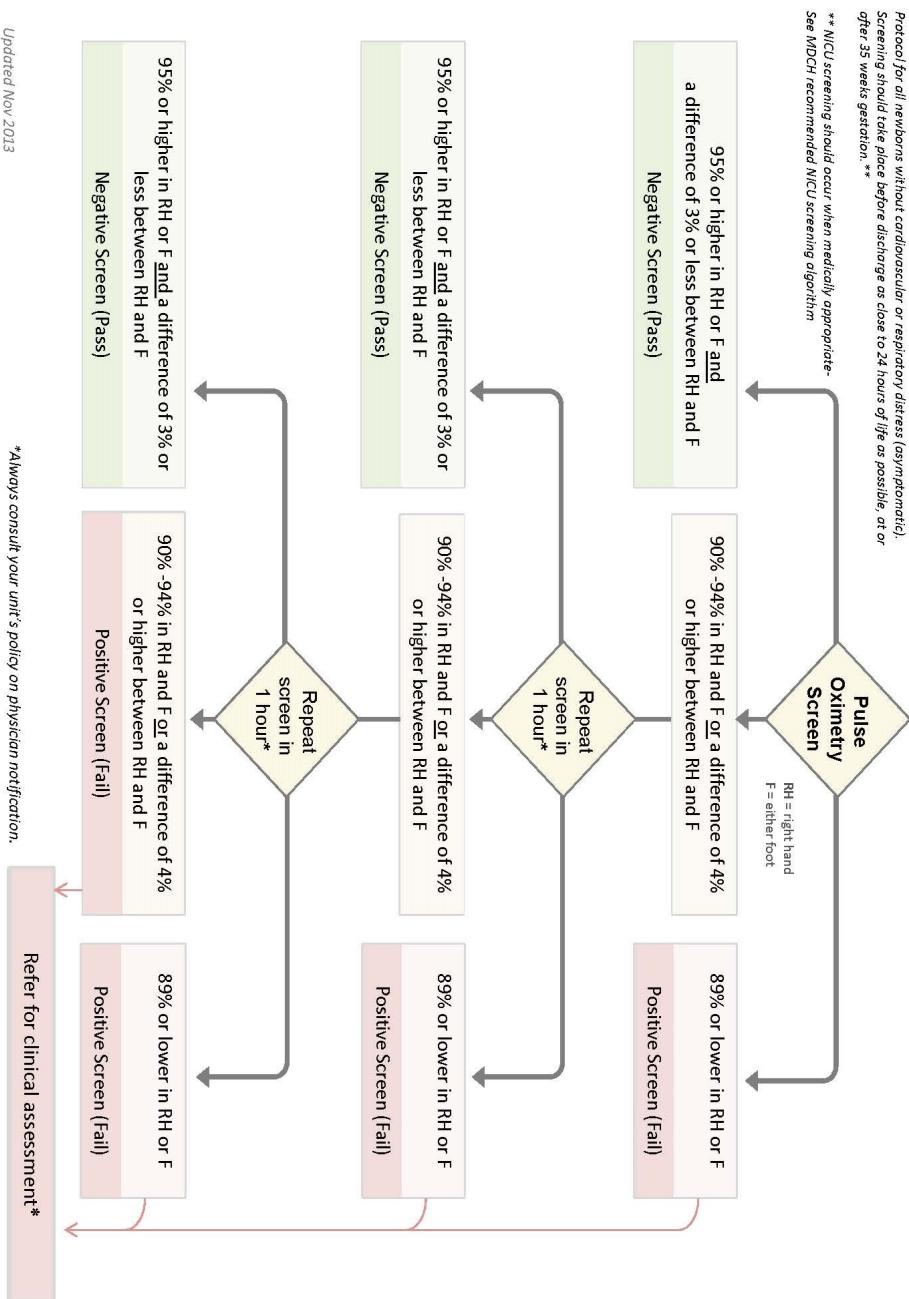 Protocol for all newborns without cardiovascular or respiratory distress (asymptomatic).
Screening should take place before discharge as close to 24 hours of life as possible, at or
after 35 weeks gestation.**
** NICU screening should occur when medically appropriate-
See MDCH recommended NICU screening algorithm
Pulse
Oximetry
Screen
RH = right hand
F = either foot
95% or higher in RH or F and
a difference of 3% or less between RH and F
Negative Screen (Pass)
90% -94% in RH and F or a difference of 4%
or higher between RH and F
89% or lower in RH or F
Positive Screen (Fail)
Repeat
screen in
1 hour*
95% or higher in RH or F and a difference of 3% or
less between RH and F
Negative Screen (Pass)
90% -94% in RH and F or a difference of 4%
or higher between RH and F
89% or lower in RH or F
Positive Screen (Fail)
Repeat
screen in
1 hour*
95% or higher in RH or F and a difference of 3% or
less between RH and F
Negative Screen (Pass)
90% -94% in RH and F or a difference of 4%
or higher between RH and F
Positive Screen (Fail)
89% or lower in RH or F
Positive Screen (Fail)
Refer for clinical assessment*
*Always consult your unit's policy on physician notification.
Updated Nov 2013